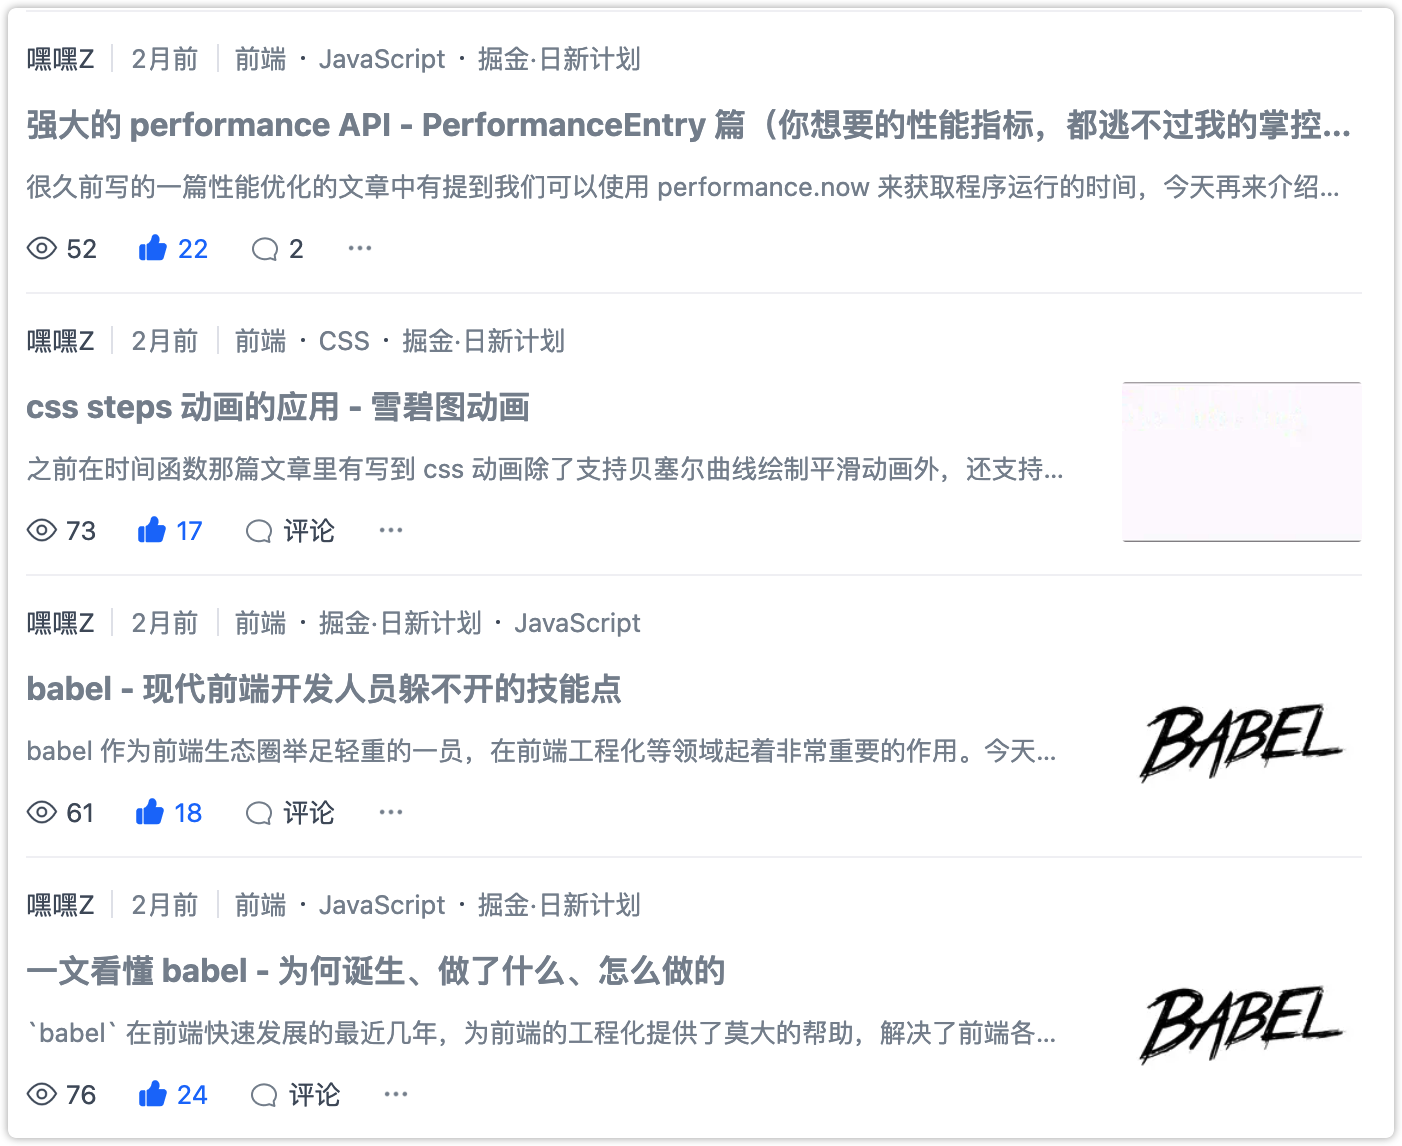 嘿嘿Z 2月前 前端 · JavaScript · 掘金·日新计划
强大的 performance API - PerformanceEntry 篇（你想要的性能指标，都逃不过我的掌控...
很久前写的一篇性能优化的文章中有提到我们可以使用 performance.now 来获取程序运行的时间，今天再来介绍...
52 22 2 ...
嘿嘿Z 2月前 前端 · CSS · 掘金·日新计划
css steps 动画的应用 - 雪碧图动画
之前在时间函数那篇文章里有写到 css 动画除了支持贝塞尔曲线绘制平滑动画外，还支持...
73 17 评论 ...
嘿嘿Z 2月前 前端 · 掘金·日新计划 · JavaScript
babel - 现代前端开发人员躲不开的技能点
babel 作为前端生态圈举足轻重的一员，在前端工程化等领域起着非常重要的作用。今天...
BABEL
61 18 评论 ...
嘿嘿Z 2月前 前端 · JavaScript · 掘金·日新计划
一文看懂 babel - 为何诞生、做了什么、怎么做的
`babel` 在前端快速发展的最近几年，为前端的工程化提供了莫大的帮助，解决了前端各...
BABEL
76 24 评论 ...